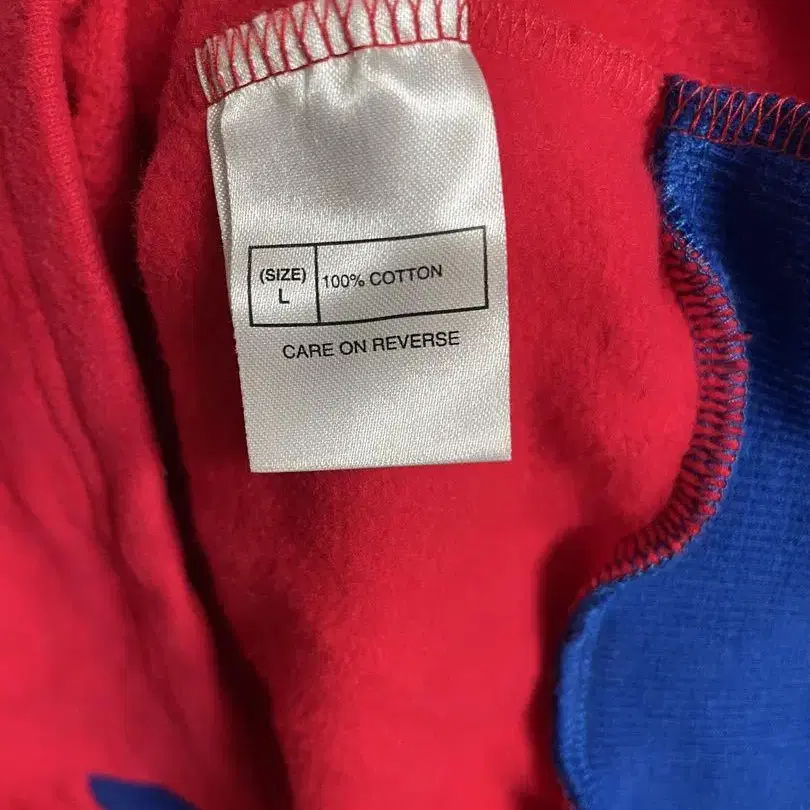 (SIZE)
L
100% COTTON
CARE ON REVERSE